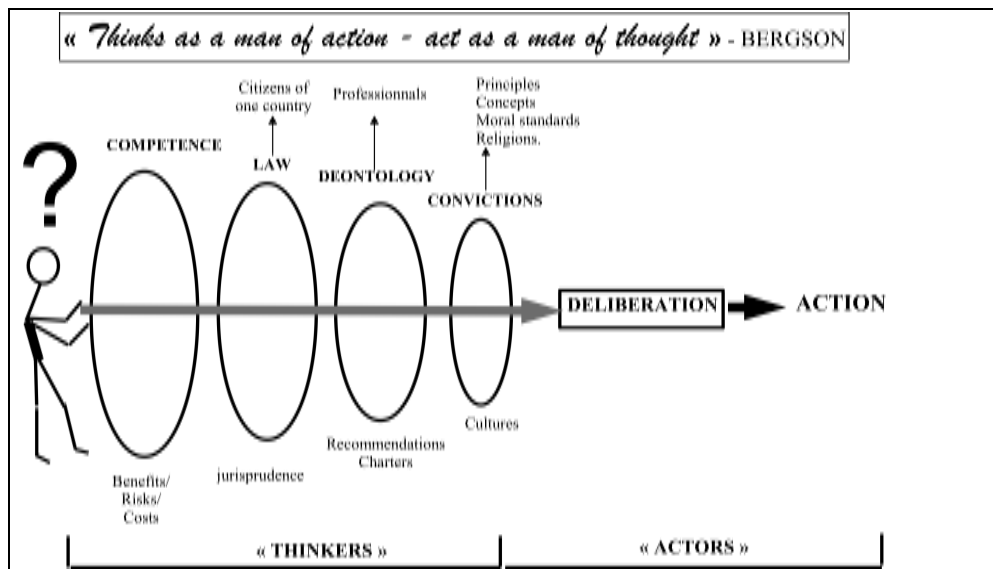 « Thinks as a man of action - act as a man of thought » - BERGSON
Citizens of
one country
Professionnals
Principles
Concepts
Moral standards
Religions.
COMPETENCE
LAW
DEONTOLOGY
CONVICTIONS
?
DELIBERATION
ACTION
Cultures
Recommendations
Charters
jurisprudence
Benefits/
Risks/
Costs
« THINKERS »
« ACTORS »